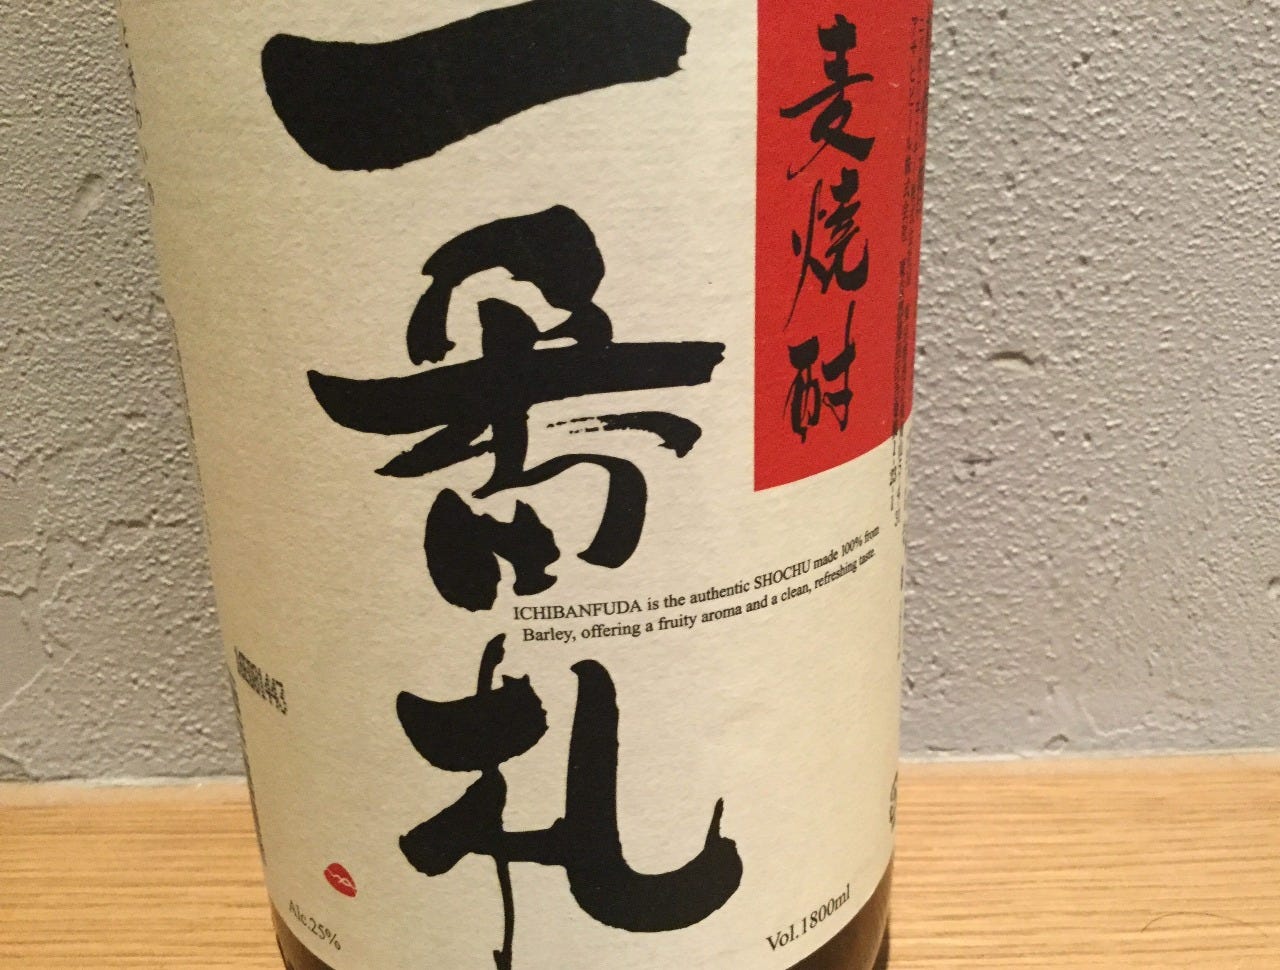 一番札
麦焼酎
ICHIBANFUDA is the authentic SHOCHU made 100% from
Barley, offering a fruity aroma and a clean, refreshing taste.
Alc.25%
Vol.1800ml